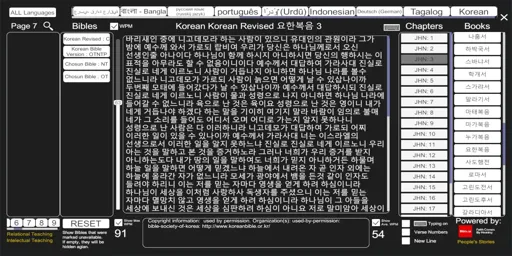 ALL Languages
বাংলা - Bangla
português
Indonesian
Deutsch (Germany)
Tagalog
Korean
Page 7
Bibles
WPM
Korean Korean Revised 요한복음 3
Chapters
Books
Korean Revised : C
Korean Bible
Chosun Bible : NT
Chosun Bible : OT
바리새인 중에 니고데모라 하는 사람이 있으니 유대인의 관원이라 그가
밤에 예수께 와서 가로되 랍비여 우리가 당신은 하나님께로서 오신
선생인줄 아나이다 하나님이 함께 하시지 아니하시면 당신의 행하시는 이
표적을 아무라도 할 수 없음이니이다 예수께서 대답하여 가라사대 진실로
진실로 네게 이르노니 사람이 거듭나지 아니하면 하나님 나라를 볼수
없느니라 니고데모가 가로되 사람이 늙으면 어떻게 날 수 있삽나이까
두번째 모태에 들어갔다가 날수 있삽나이까 예수께서 대답하시되 진실로
진실로 네게 이르노니 사람이 물과 성령으로 나지 아니하면 하나님 나라에
들어갈 수 없느니라 육으로 난 것은 육이요 성령으로 난 것은 영이니 내가
네게 거듭나야 하겠다 하는 말을 기이히 여기지 말라 바람이 임의로 불매
네가 그 소리를 들어도 어디서 오며 어디로 가는지 알지 못하나니
성령으로 난 사람은 다 이러하니라 니고데모가 대답하여 가로되 어찌
이러한 일이 있을 수 있나이까 예수께서 가라사대 너는 이스라엘의
선생으로서 이러한 일을 알지 못하느냐 진실로 진실로 네게 이르노니 우리
아는 것을 말하고 본 것을 증거하노라 그러나 너희가 우리 증거를 받지
아니하는도다 내가 땅의 일을 말하여도 너희가 믿지 아니하거든 하물며
하늘 일을 말하면 어떻게 믿겠느냐 하늘에서 내려온 자 곧 인자 외에는
하늘에 올라간 자가 없느니라 모세가 광야에서 뱀을 든것 같이 인자도
들려야 하리니 이는 저를 믿는 자마다 영생을 얻게 하려 하심이니라
하나님이 세상을 이처럼 사랑하사 독생자를 주셨으니 이는 저를 믿는
자마다 멸망치 않고 영생을 얻게 하려 하심이니라 하나님이 그 아들을
세상에 보내신 것은 세상을 심판하려 하심이 아니요 저로 말미암아 세상이
JHN: 1
JHN: 2
JHN: 3
JHN: 4
JHN: 5
JHN: 6
JHN: 7
JHN: 8
JHN: 9
JHN: 10
JHN: 11
JHN: 12
JHN: 13
JHN: 14
JHN: 15
JHN: 16
JHN: 17
나훔서
하박국서
스바냐서
학개서
스가랴서
말라기서
마태복음
마가복음
누가복음
요한복음
사도행전
로마서
고린도전서
고린도후서
갈라디아서
6 7 8 9
RESET
Relational Teaching
Intelectual Teaching
Show Bibles that were
marked unavailable.
if empty, they will be
hidden again.
91
Copyright information: used by permission. Organization(s): used-by-permission:
bible-society-of-korea: http://www.koreanbible.or.kr/
54
Typing on
Verse Numbers
New Line
Powered by:
People's Stories